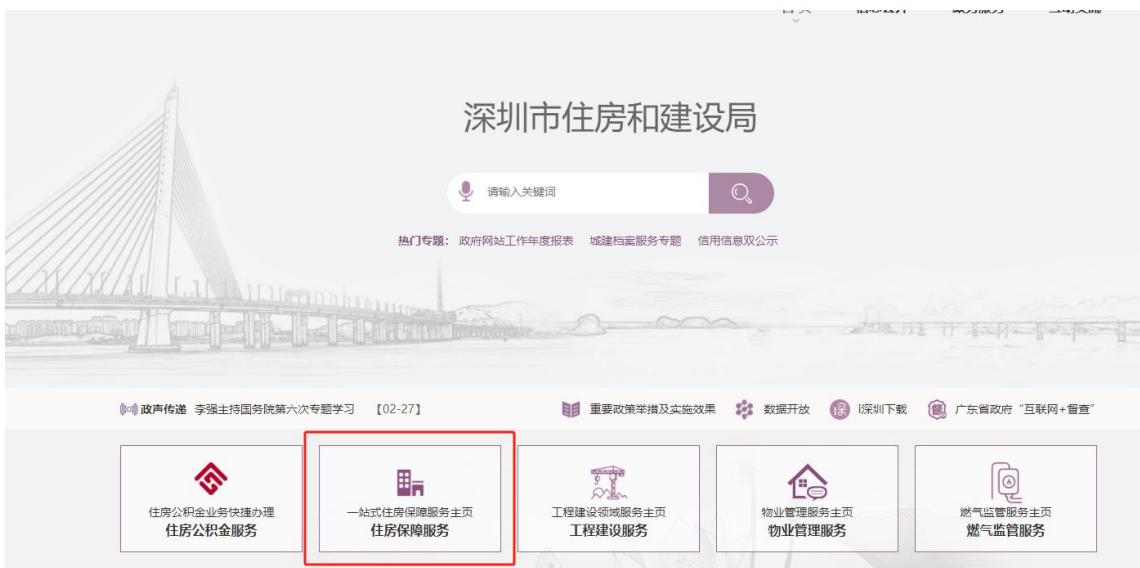 首页
深圳市住房和建设局
请输入关键词
热门专题： 政府网站工作年度报表 城建档案服务专题 信用信息双公示
政声传递 李强主持国务院第六次专题学习 【02-27】 重要政策举措及实施效果 数据开放 i深圳下载 广东省政府“互联网+督查”
住房公积金业务快捷办理 一站式住房保障服务主页 工程建设领域服务主页 物业管理服务主页 燃气监管服务主页
住房公积金服务 住房保障服务 工程建设服务 物业管理服务 燃气监管服务